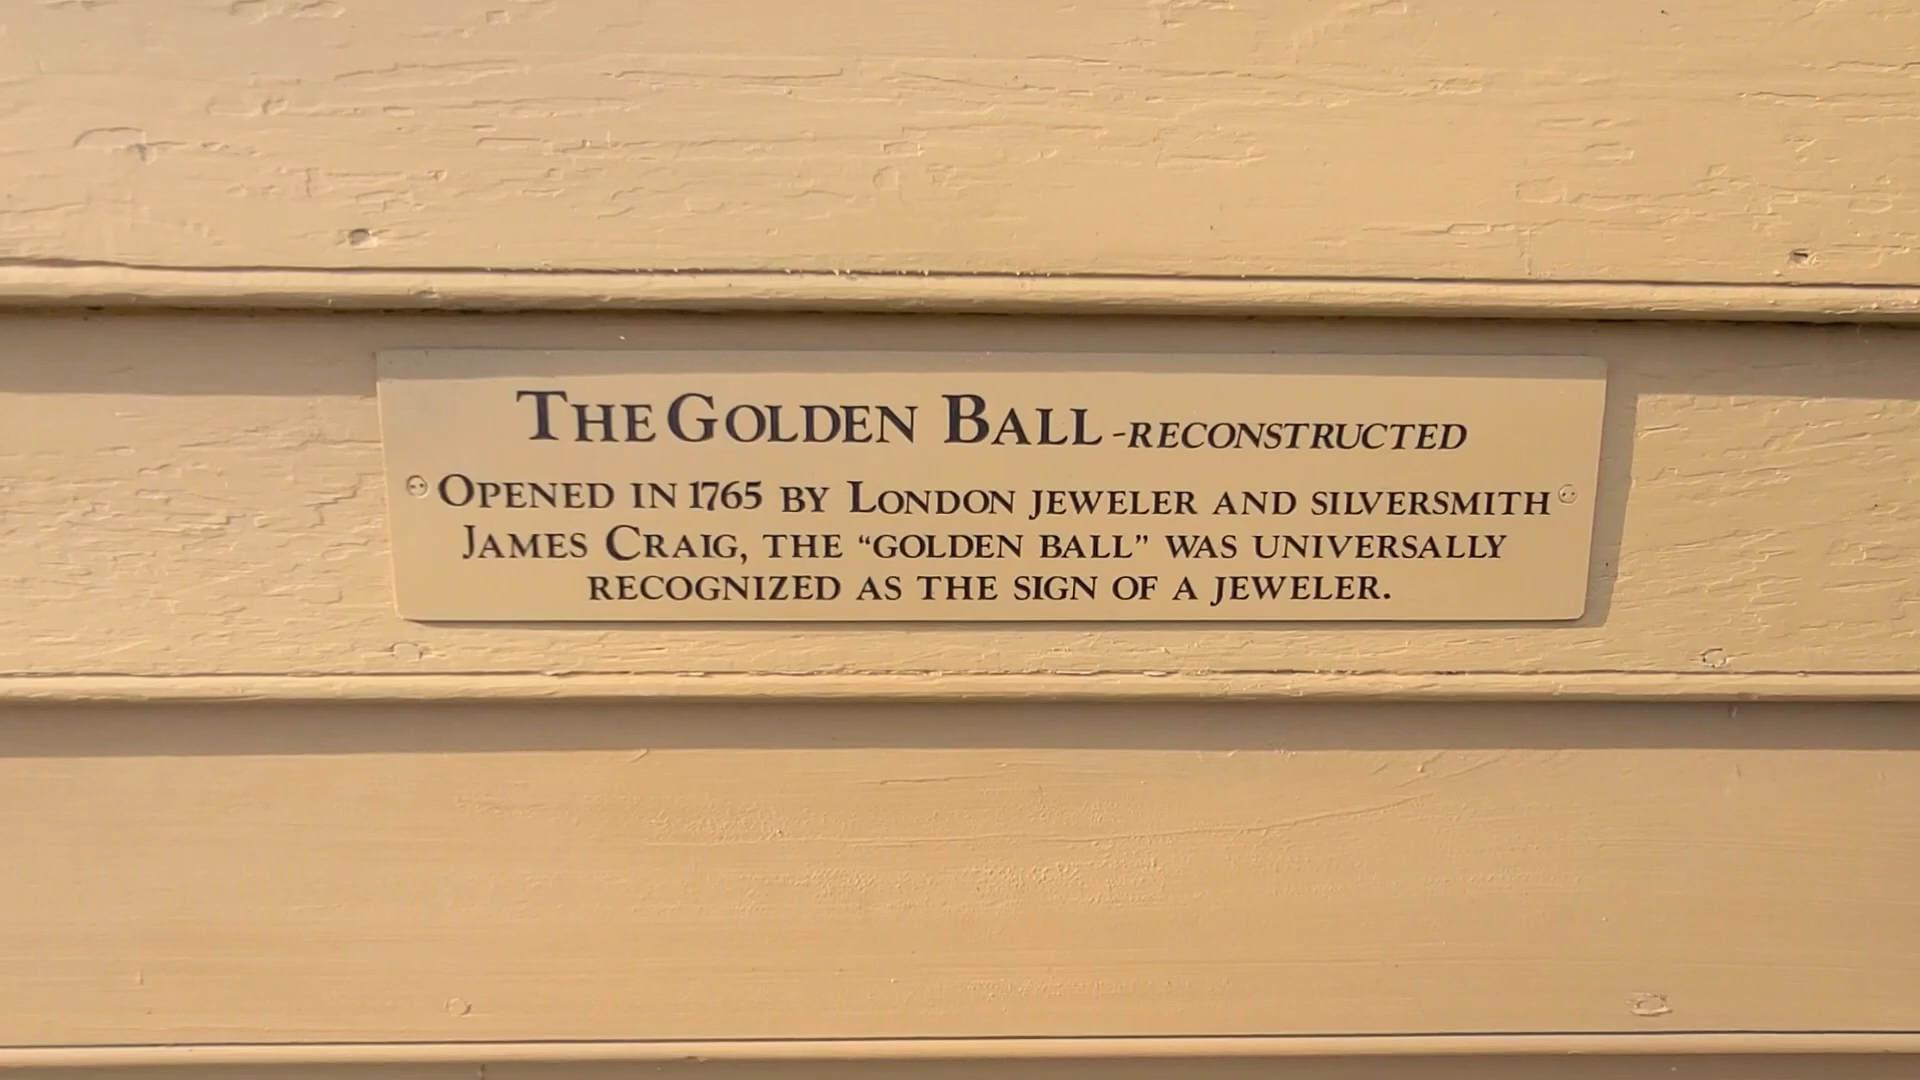 THE GOLDEN BALL -RECONSTRUCTED
OPENED IN 1765 BY LONDON JEWELER AND SILVERSMITH
JAMES CRAIG, THE “GOLDEN BALL” WAS UNIVERSALLY
RECOGNIZED AS THE SIGN OF A JEWELER.